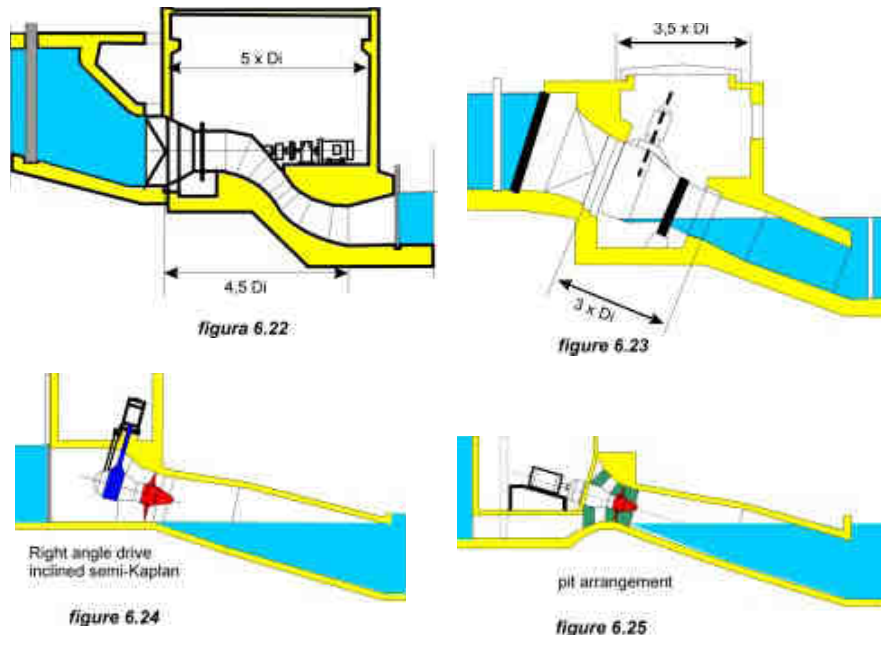 5 x Di
4,5 Di
figura 6.22
3,5 x Di
3 x Di
figure 6.23
Right angle drive
inclined semi-Kaplan
figure 6.24
pit arrangement
figure 6.25